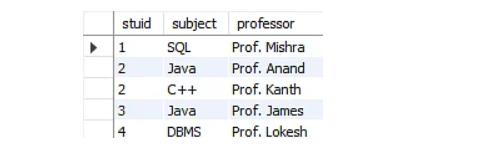 stuid subject professor
1 SQL Prof. Mishra
2 Java Prof. Anand
2 C++ Prof. Kanth
3 Java Prof. James
4 DBMS Prof. Lokesh